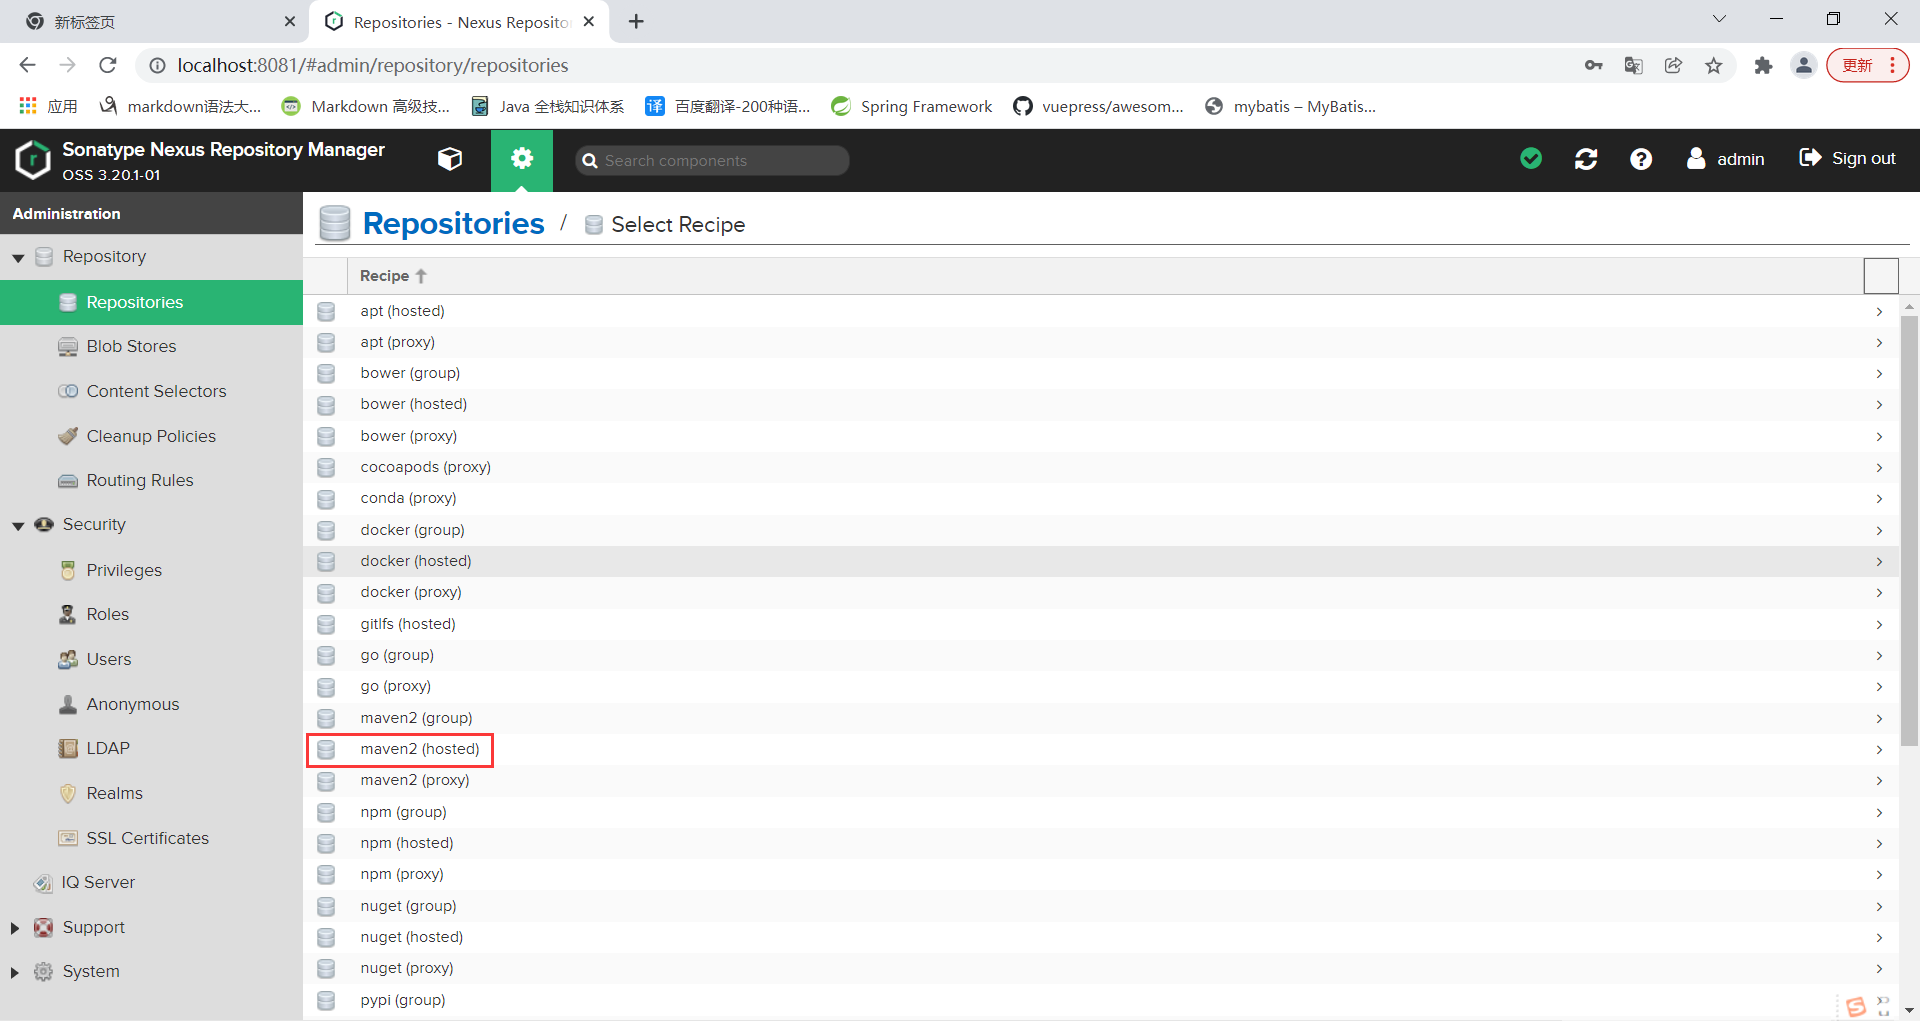 新标签页
Repositories - Nexus Reposito
localhost:8081/#admin/repository/repositories
更新
应用
markdown语法大...
Markdown 高级技...
Java 全栈知识体系
译
百度翻译-200种语...
Spring Framework
vuepress/awesom...
mybatis – MyBatis...
Sonatype Nexus Repository Manager
OSS 3.20.1-01
Search components
admin
Sign out
Administration
Repository
Repositories
Blob Stores
Content Selectors
Cleanup Policies
Routing Rules
Security
Privileges
Roles
Users
Anonymous
LDAP
Realms
SSL Certificates
IQ Server
Support
System
Repositories / Select Recipe
Recipe
apt (hosted)
apt (proxy)
bower (group)
bower (hosted)
bower (proxy)
cocoapods (proxy)
conda (proxy)
docker (group)
docker (hosted)
docker (proxy)
gitlfs (hosted)
go (group)
go (proxy)
maven2 (group)
maven2 (hosted)
maven2 (proxy)
npm (group)
npm (hosted)
npm (proxy)
nuget (group)
nuget (hosted)
nuget (proxy)
pypi (group)